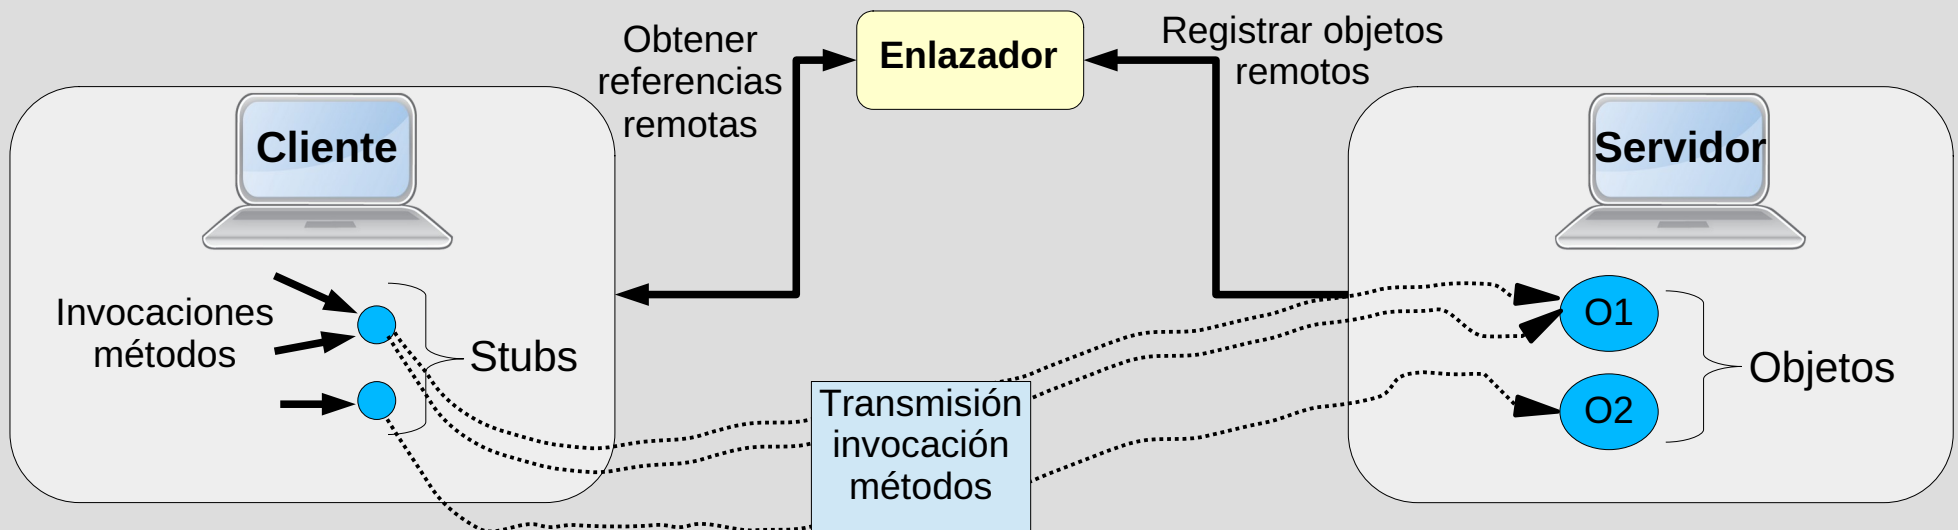 Obtener
referencias
remotas
Enlazador
Registrar objetos
remotos
Cliente
Servidor
Invocaciones
métodos
Stubs
Transmisión
invocación
métodos
O1
O2
Objetos